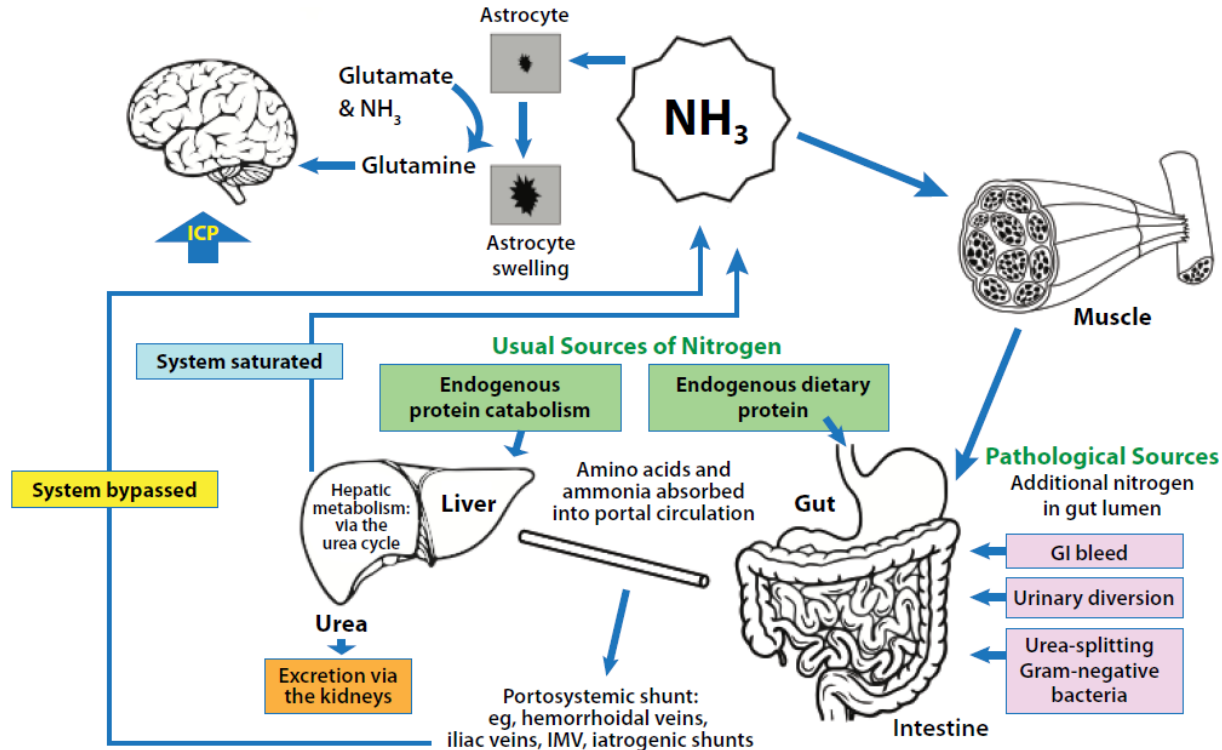 Astrocyte
Glutamate
& NH₃
Glutamine
NH₃
ICP
Astrocyte
swelling
Muscle
System saturated
System bypassed
Usual Sources of Nitrogen
Endogenous
protein catabolism
Endogenous dietary
protein
Hepatic
metabolism:
via the
urea cycle
Liver
Amino acids and
ammonia absorbed
into portal circulation
Gut
Pathological Sources
Additional nitrogen
in gut lumen
GI bleed
Urinary diversion
Urea-splitting
Gram-negative
bacteria
Urea
Excretion via
the kidneys
Portosystemic shunt:
eg, hemorrhoidal veins,
iliac veins, IMV, iatrogenic shunts
Intestine